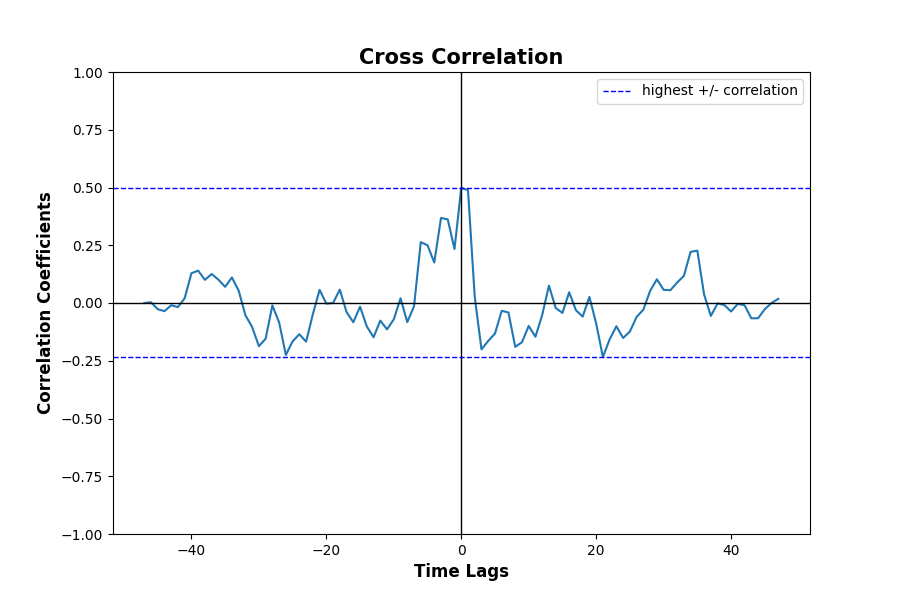 Cross Correlation
highest +/- correlation
1.00
0.75
0.50
0.25
0.00
−0.25
−0.50
−0.75
−1.00
Correlation Coefficients
−40 −20 0 20 40
Time Lags